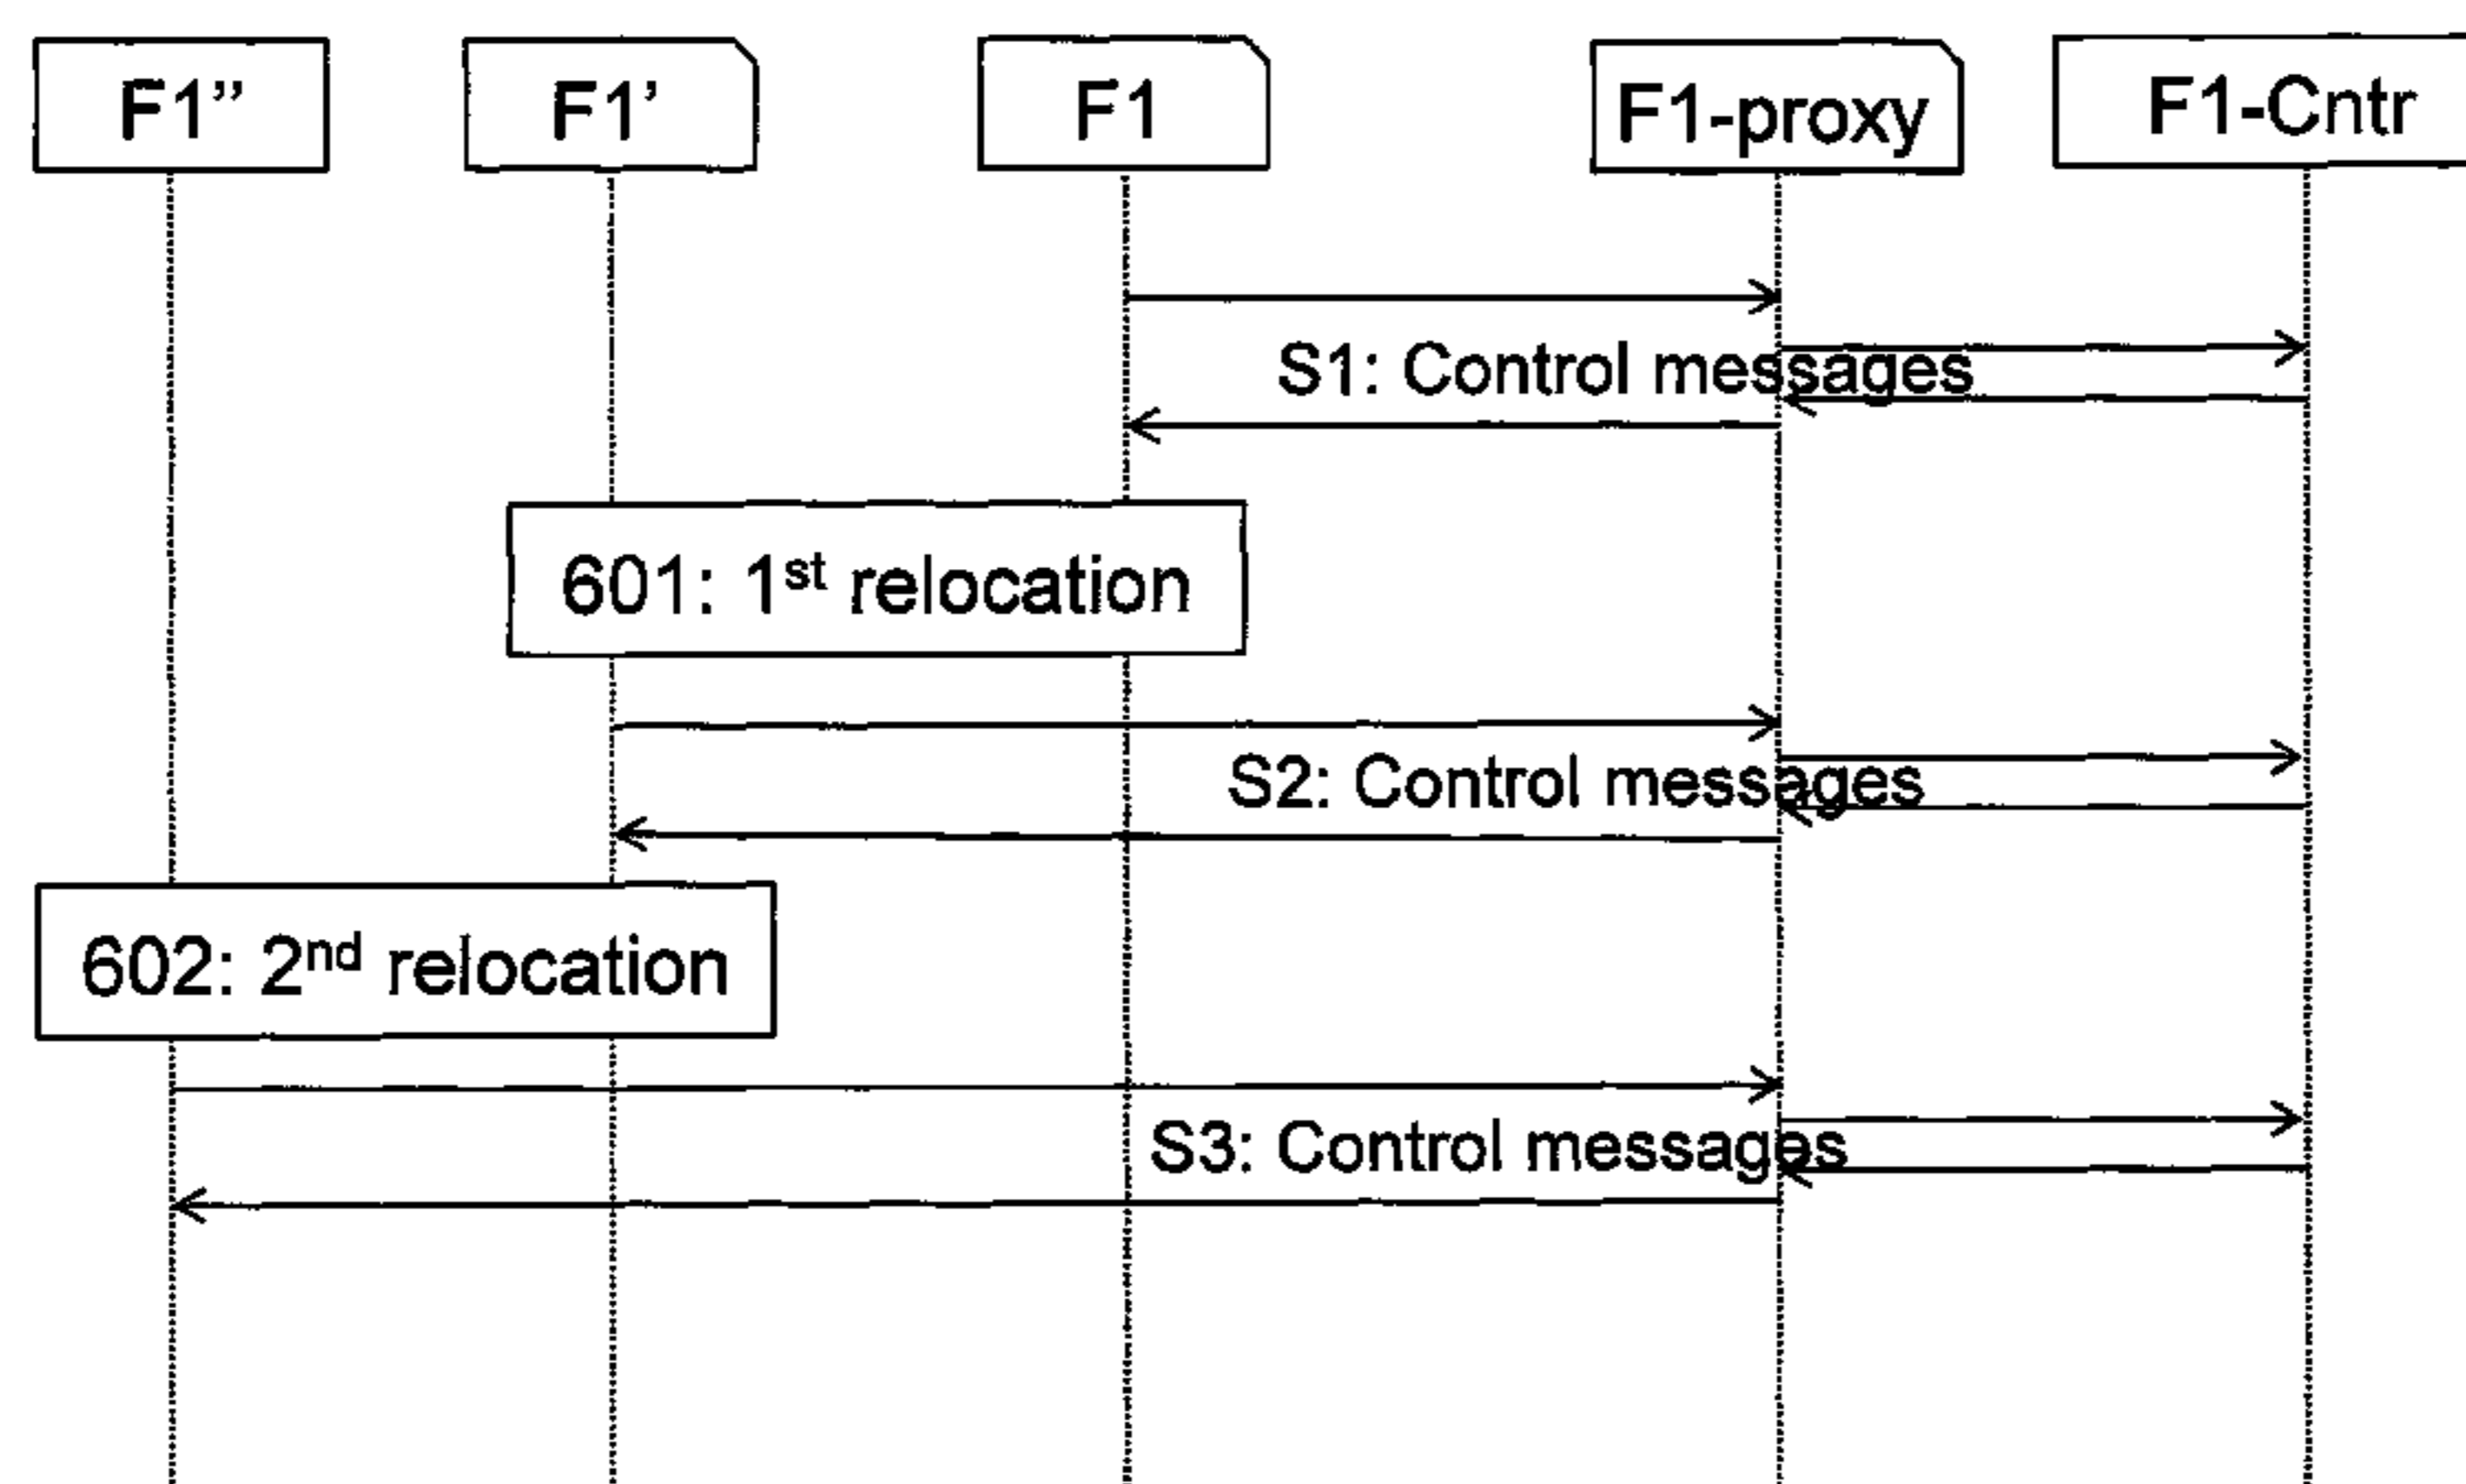 F1”
F1’
F1
F1-proxy
F1-Cntr
S1: Control messages
601: 1st relocation
S2: Control messages
602: 2nd relocation
S3: Control messages